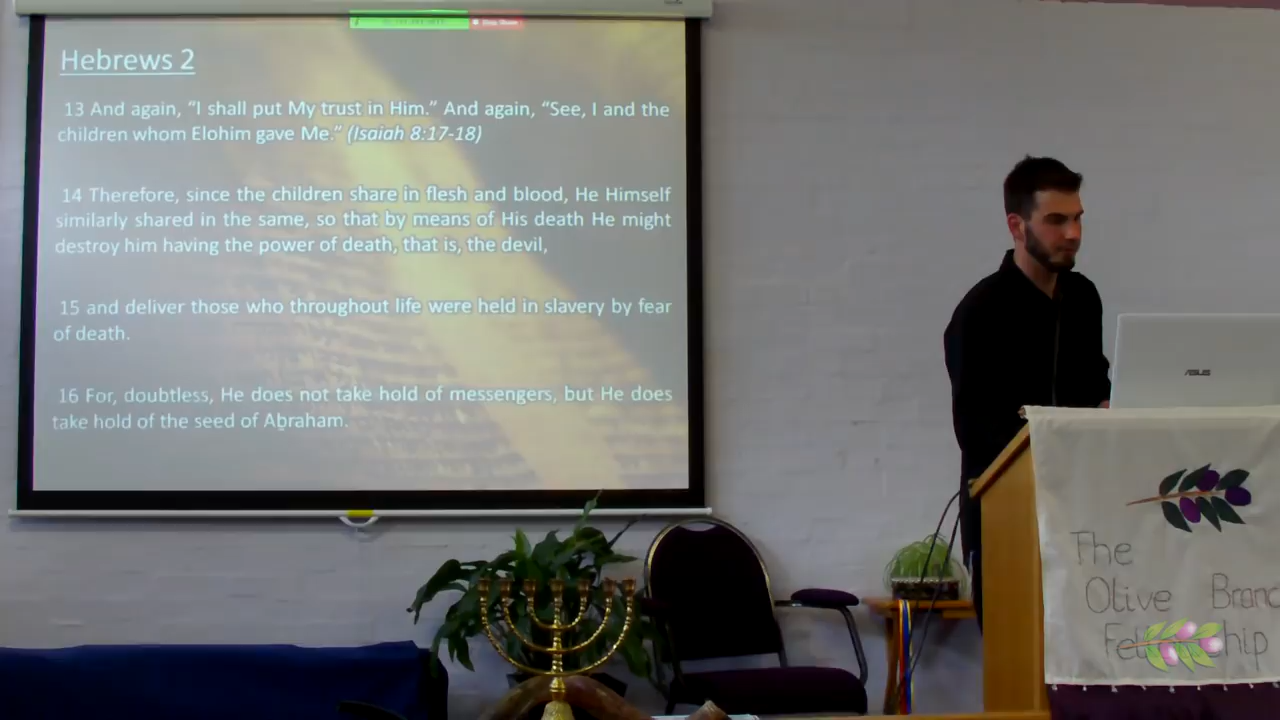 Hebrews 2
13 And again, “I shall put My trust in Him.” And again, “See, I and the
children whom Elohim gave Me.” (Isaiah 8:17-18)
14 Therefore, since the children share in flesh and blood, He Himself
similarly shared in the same, so that by means of His death He might
destroy him having the power of death, that is, the devil,
15 and deliver those who throughout life were held in slavery by fear
of death.
16 For, doubtless, He does not take hold of messengers, but He does
take hold of the seed of Abraham.
ASUS
The
Olive Branc